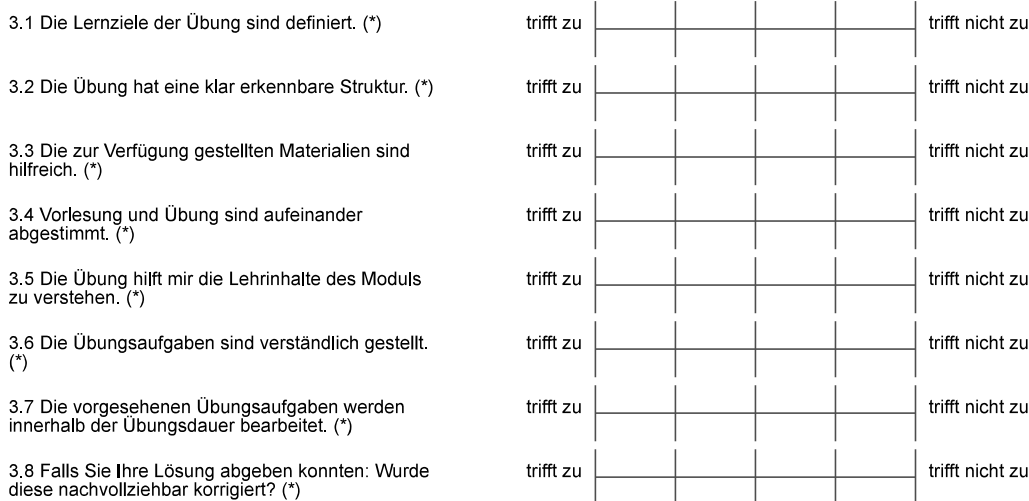 3.1 Die Lernziele der Übung sind definiert. (*) trifft zu trifft nicht zu
3.2 Die Übung hat eine klar erkennbare Struktur. (*) trifft zu trifft nicht zu
3.3 Die zur Verfügung gestellten Materialien sind trifft zu trifft nicht zu
hilfreich. (*)
3.4 Vorlesung und Übung sind aufeinander trifft zu trifft nicht zu
abgestimmt. (*)
3.5 Die Übung hilft mir die Lehrinhalte des Moduls trifft zu trifft nicht zu
zu verstehen. (*)
3.6 Die Übungsaufgaben sind verständlich gestellt. trifft zu trifft nicht zu
(*)
3.7 Die vorgesehenen Übungsaufgaben werden trifft zu trifft nicht zu
innerhalb der Übungsdauer bearbeitet. (*)
3.8 Falls Sie Ihre Lösung abgeben konnten: Wurde trifft zu trifft nicht zu
diese nachvollziehbar korrigiert? (*)